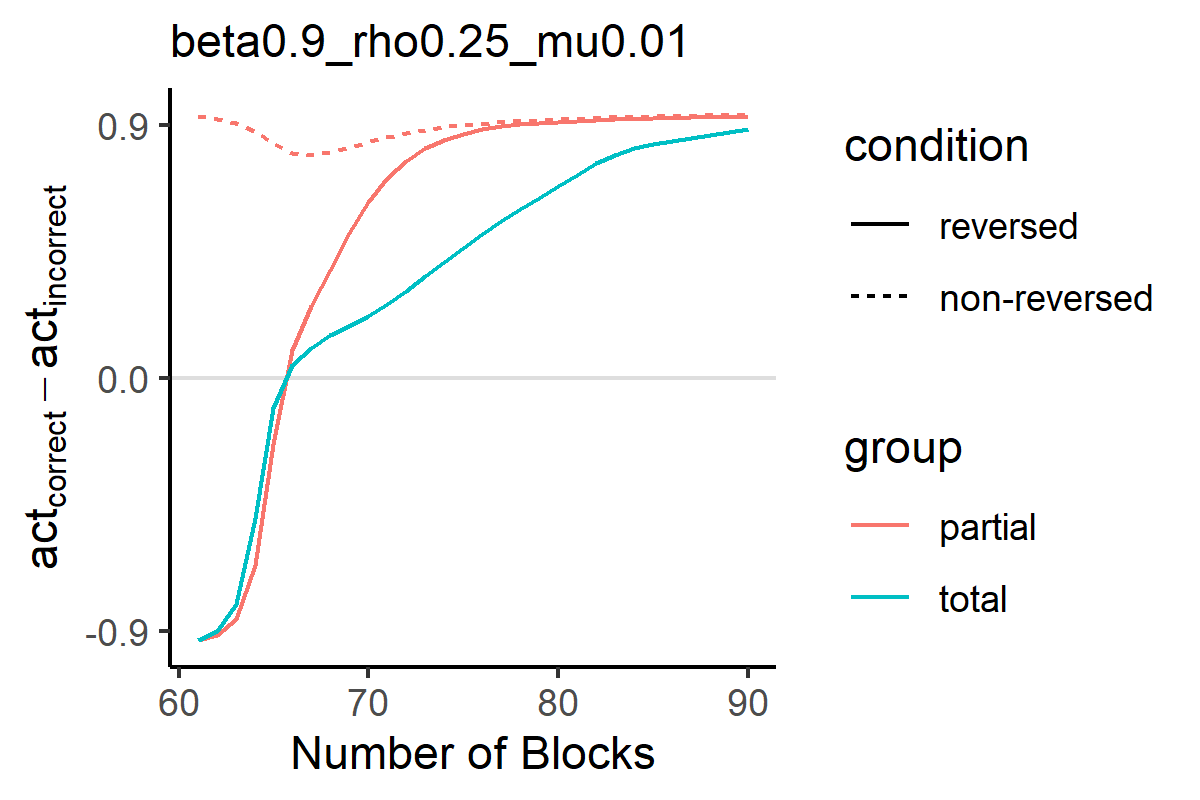 beta0.9_rho0.25_mu0.01
0.9
0.0
-0.9
act_correct − act_incorrect
60 70 80 90
Number of Blocks
condition
reversed
non-reversed
group
partial
total